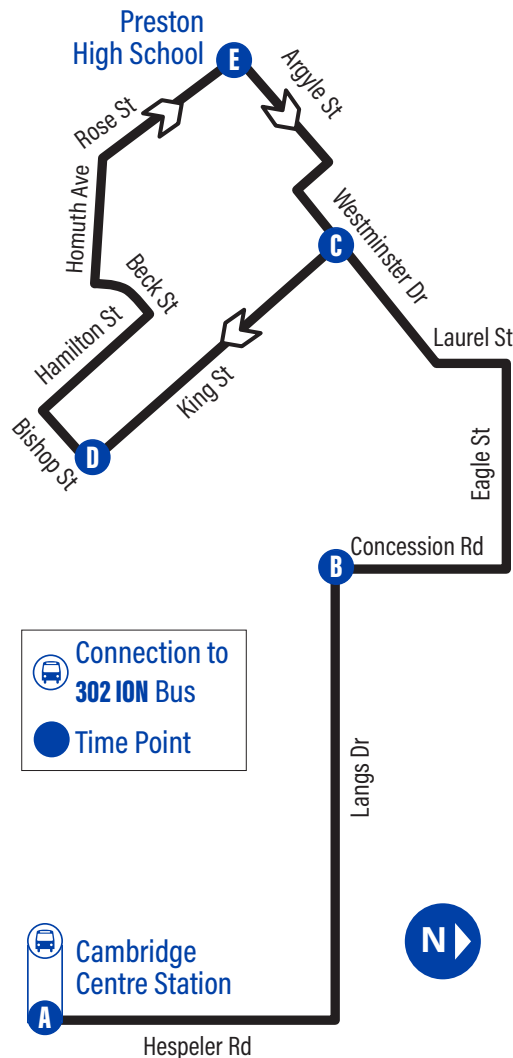 Preston
High School
E
Argyle St
Rose St
Homuth Ave
Beck St
Hamilton St
Bishop St
D
King St
C
Westminster Dr
Laurel St
Eagle St
Concession Rd
B
Connection to
302 ION Bus
Time Point
Langs Dr
N
Cambridge
Centre Station
A
Hespeler Rd